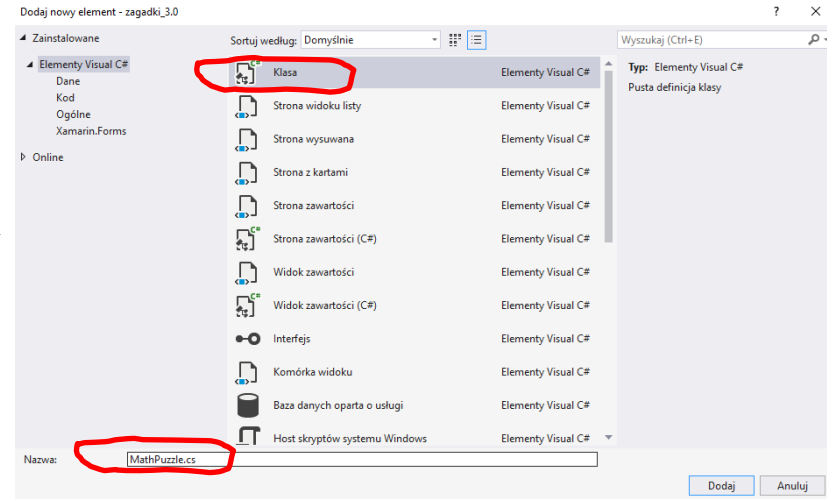 Dodaj nowy element - zagadki_3.0
? ×
Zainstalowane
Elementy Visual C#
Dane
Kod
Ogólne
Xamarin.Forms
Online
Sortuj według: Domyślnie
Klasa Elementy Visual C#
Strona widoku listy Elementy Visual C#
Strona wysuwana Elementy Visual C#
Strona z kartami Elementy Visual C#
Strona zawartości Elementy Visual C#
Strona zawartości (C#) Elementy Visual C#
Widok zawartości Elementy Visual C#
Widok zawartości (C#) Elementy Visual C#
Interfejs Elementy Visual C#
Komórka widoku Elementy Visual C#
Baza danych oparta o usługi Elementy Visual C#
Host skryptów systemu Windows Elementy Visual C#
Wyszukaj (Ctrl+E)
Typ: Elementy Visual C#
Pusta definicja klasy
Nazwa: MathPuzzle.cs
Dodaj Anuluj